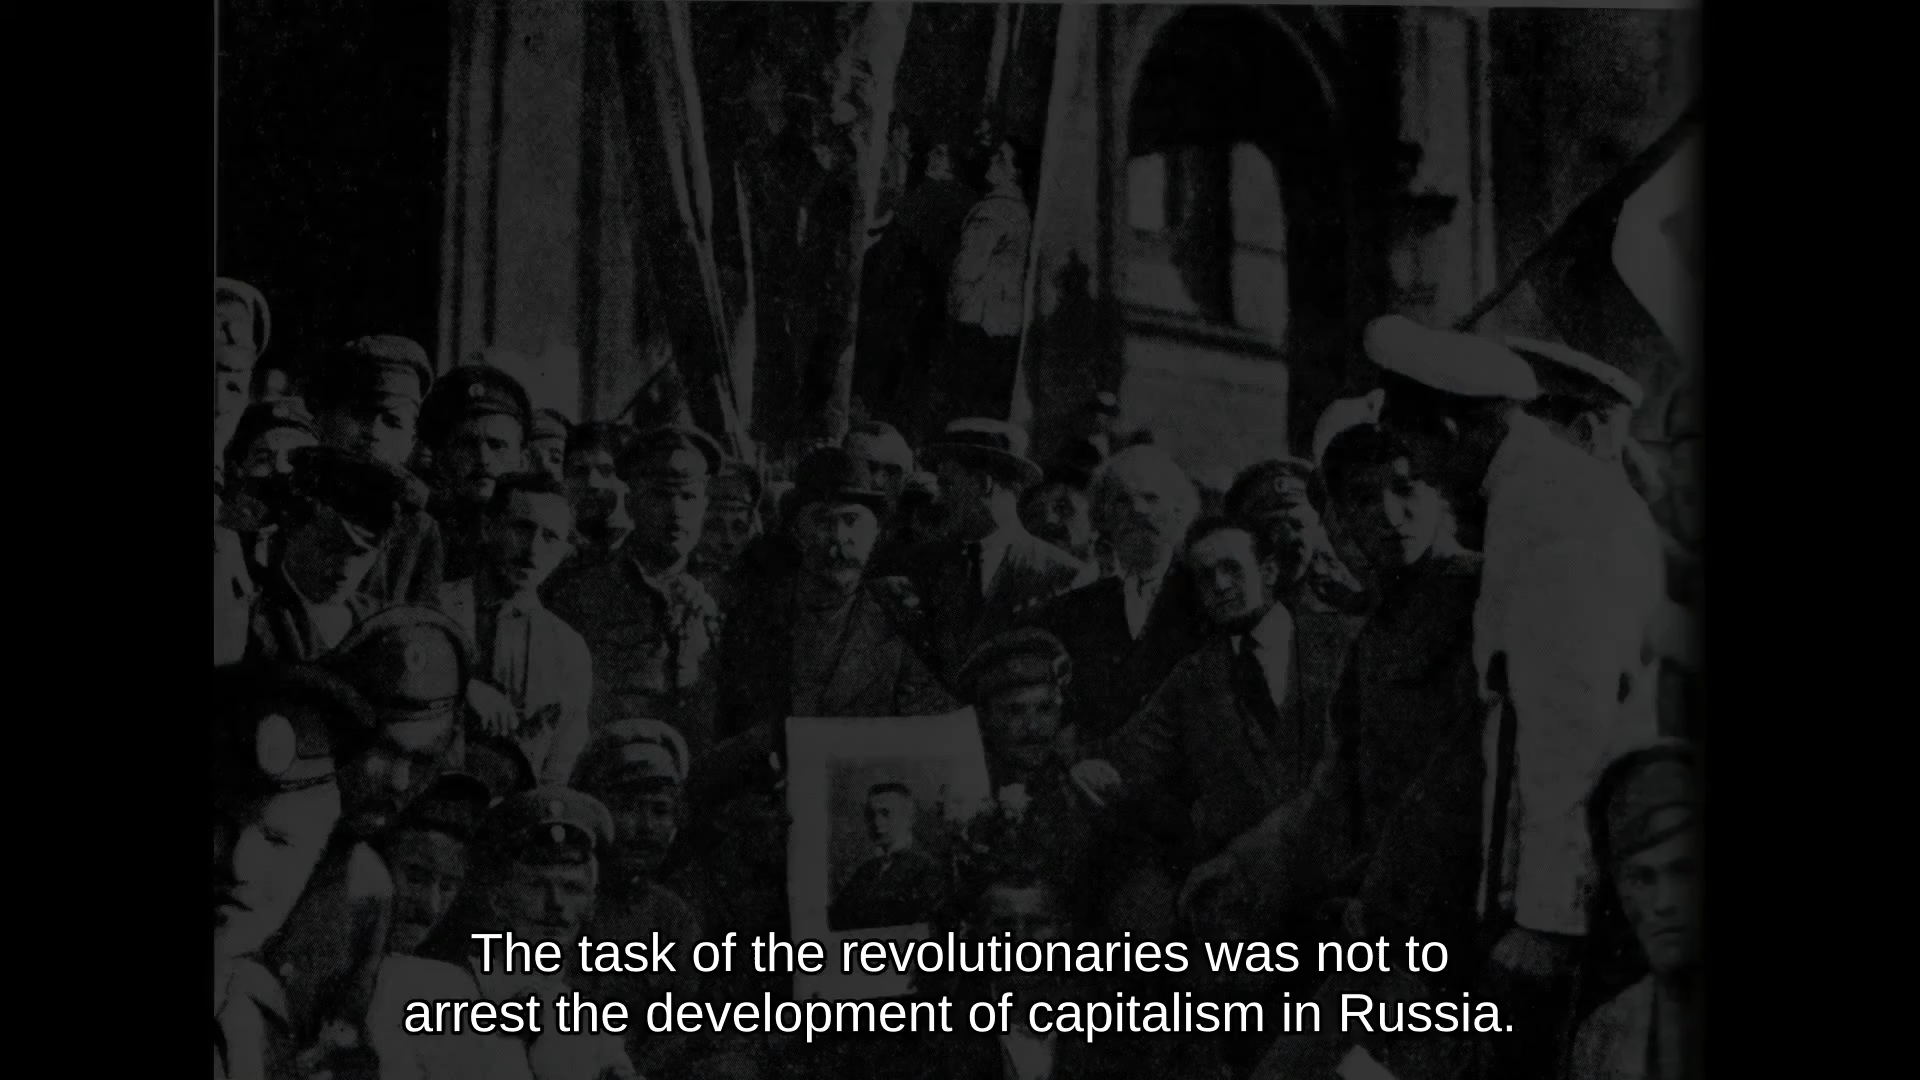 The task of the revolutionaries was not to
arrest the development of capitalism in Russia.